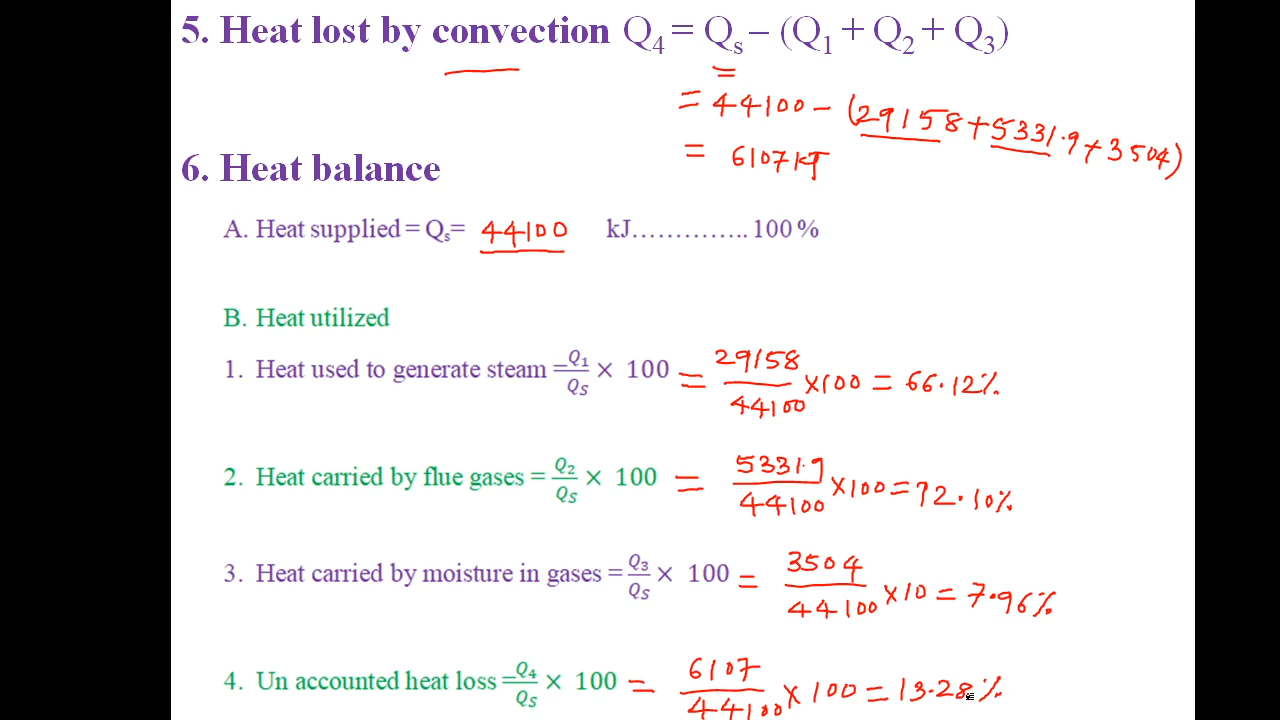 5. Heat lost by convection Q₄ = Qₛ – (Q₁ + Q₂ + Q₃)
= 44100 – (29158 + 5331.9 + 3504)
= 6107 kJ
6. Heat balance
A. Heat supplied = Qₛ= 44100 kJ.............. 100 %
B. Heat utilized
1. Heat used to generate steam = Q₁/Qₛ × 100 = 29158/44100 × 100 = 66.12%
2. Heat carried by flue gases = Q₂/Qₛ × 100 = 5331.9/44100 × 100 = 12.10%
3. Heat carried by moisture in gases = Q₃/Qₛ × 100 = 3504/44100 × 10 = 7.96%
4. Un accounted heat loss = Q₄/Qₛ × 100 = 6107/44100 × 100 = 13.28%